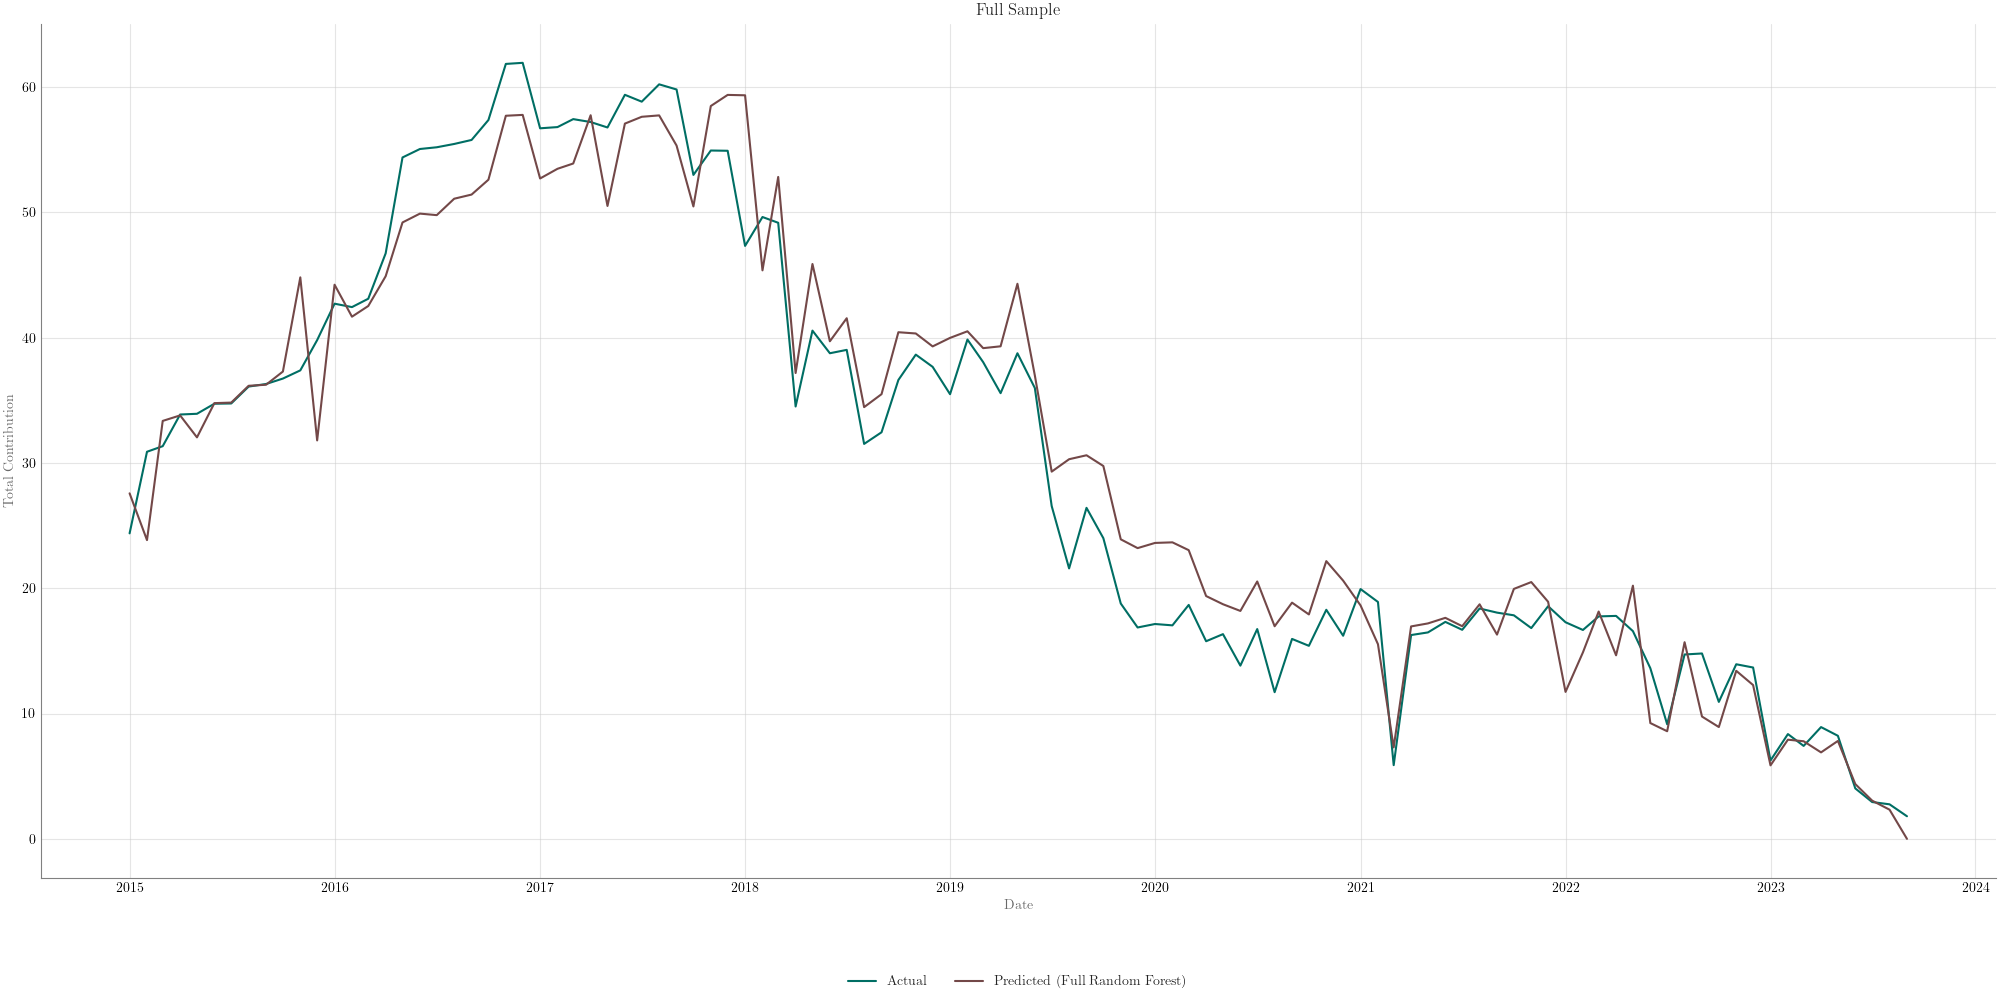 Full Sample
Total Contribution
60
50
40
30
20
10
0
2015 2016 2017 2018 2019 2020 2021 2022 2023 2024
Date
Actual Predicted (Full Random Forest)